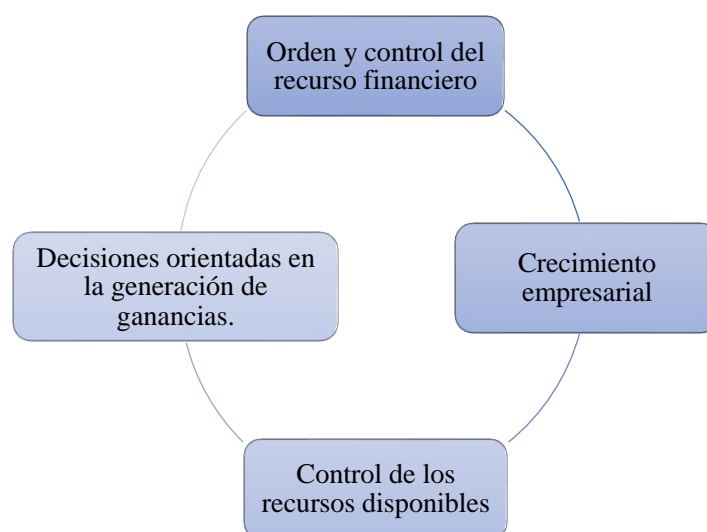 Orden y control del
recurso financiero
Decisiones orientadas en
la generación de
ganancias.
Crecimiento
empresarial
Control de los
recursos disponibles